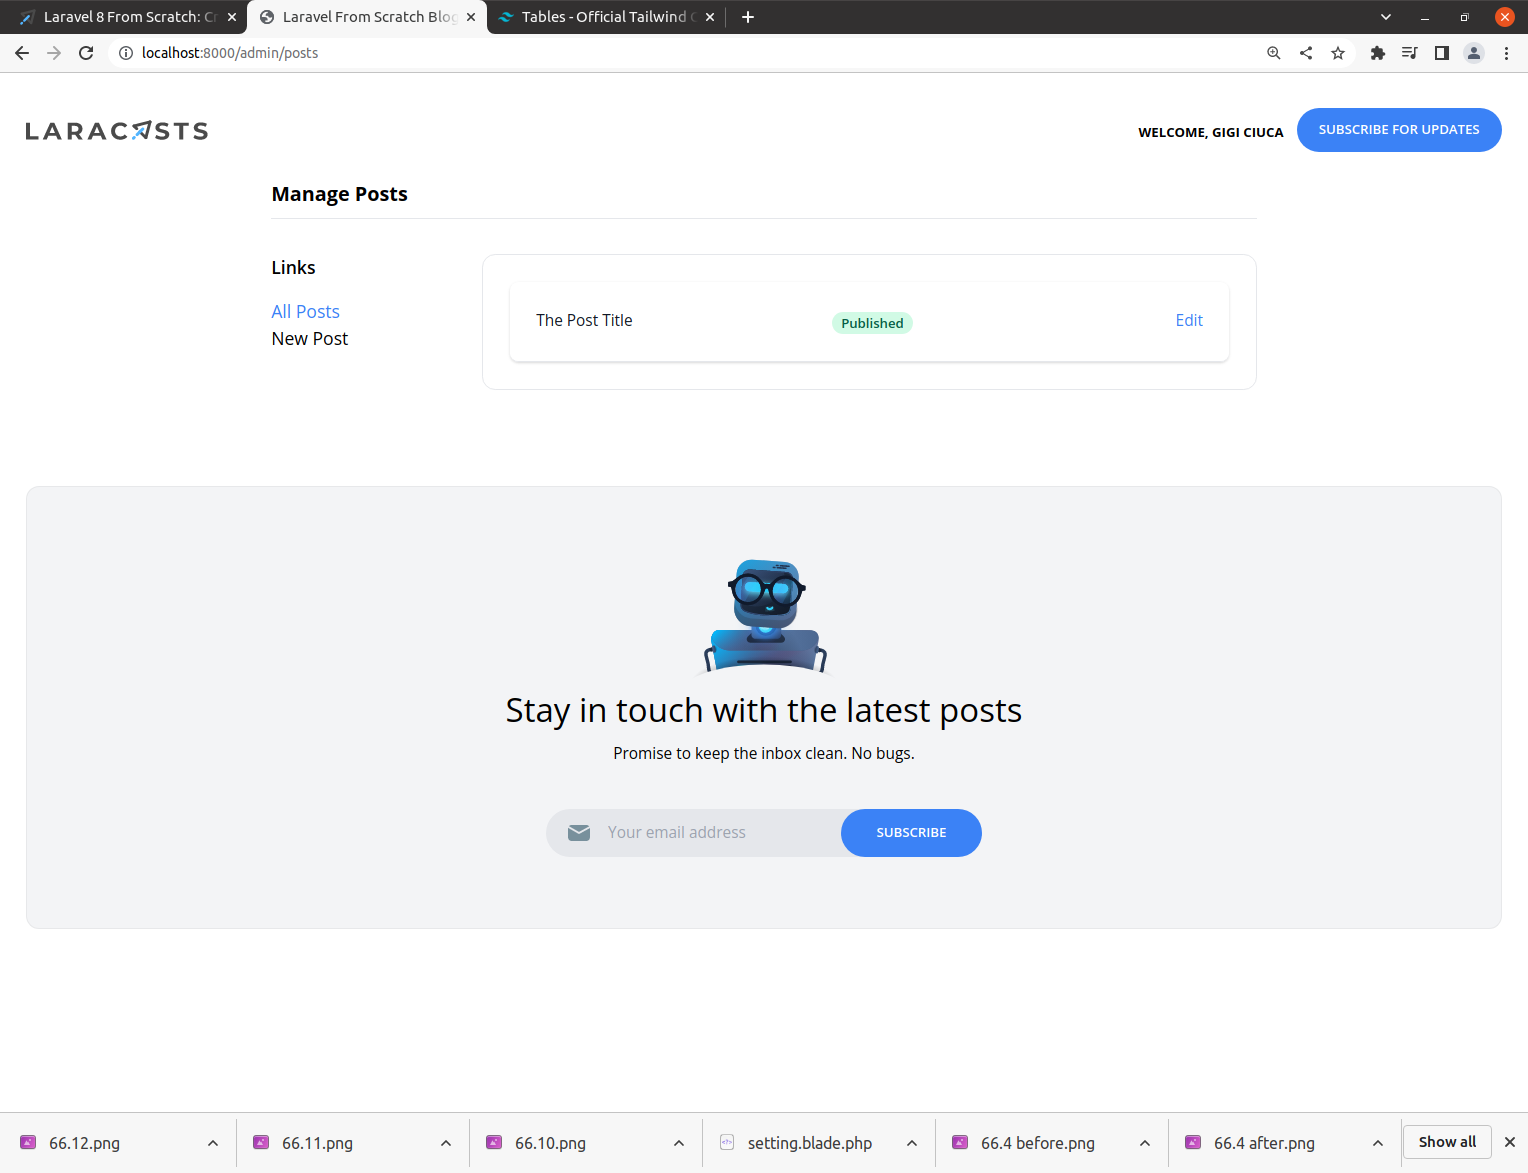 Laravel 8 From Scratch: Cr
Laravel From Scratch Blog
Tables - Official Tailwind C
localhost:8000/admin/posts
LARACASTS
WELCOME, GIGI CIUCA
SUBSCRIBE FOR UPDATES
Manage Posts
Links
All Posts
New Post
The Post Title
Published
Edit
Stay in touch with the latest posts
Promise to keep the inbox clean. No bugs.
Your email address
SUBSCRIBE
66.12.png
66.11.png
66.10.png
setting.blade.php
66.4 before.png
66.4 after.png
Show all